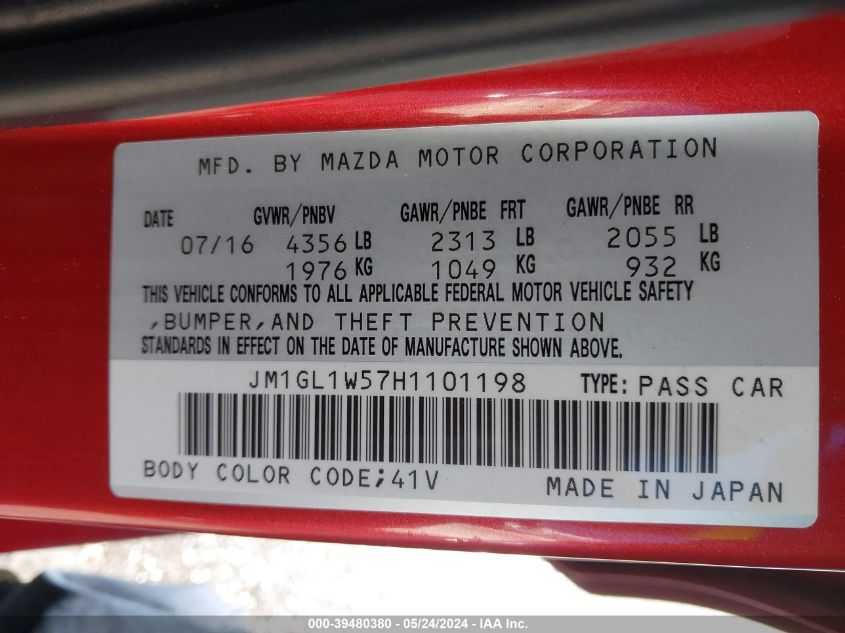 MFD. BY MAZDA MOTOR CORPORATION
DATE GVWR/PNBV GAWR/PNBE FRT GAWR/PNBE RR
07/16 4356 LB 2313 LB 2055 LB
1976 KG 1049 KG 932 KG
THIS VEHICLE CONFORMS TO ALL APPLICABLE FEDERAL MOTOR VEHICLE SAFETY
,BUMPER,AND THEFT PREVENTION
STANDARDS IN EFFECT ON THE DATE OF MANUFACTURE SHOWN ABOVE.
JM1GL1W57H1101198 TYPE: PASS CAR
BODY COLOR CODE;41V
MADE IN JAPAN
000-39480380 - 05/24/2024 - IAA Inc.